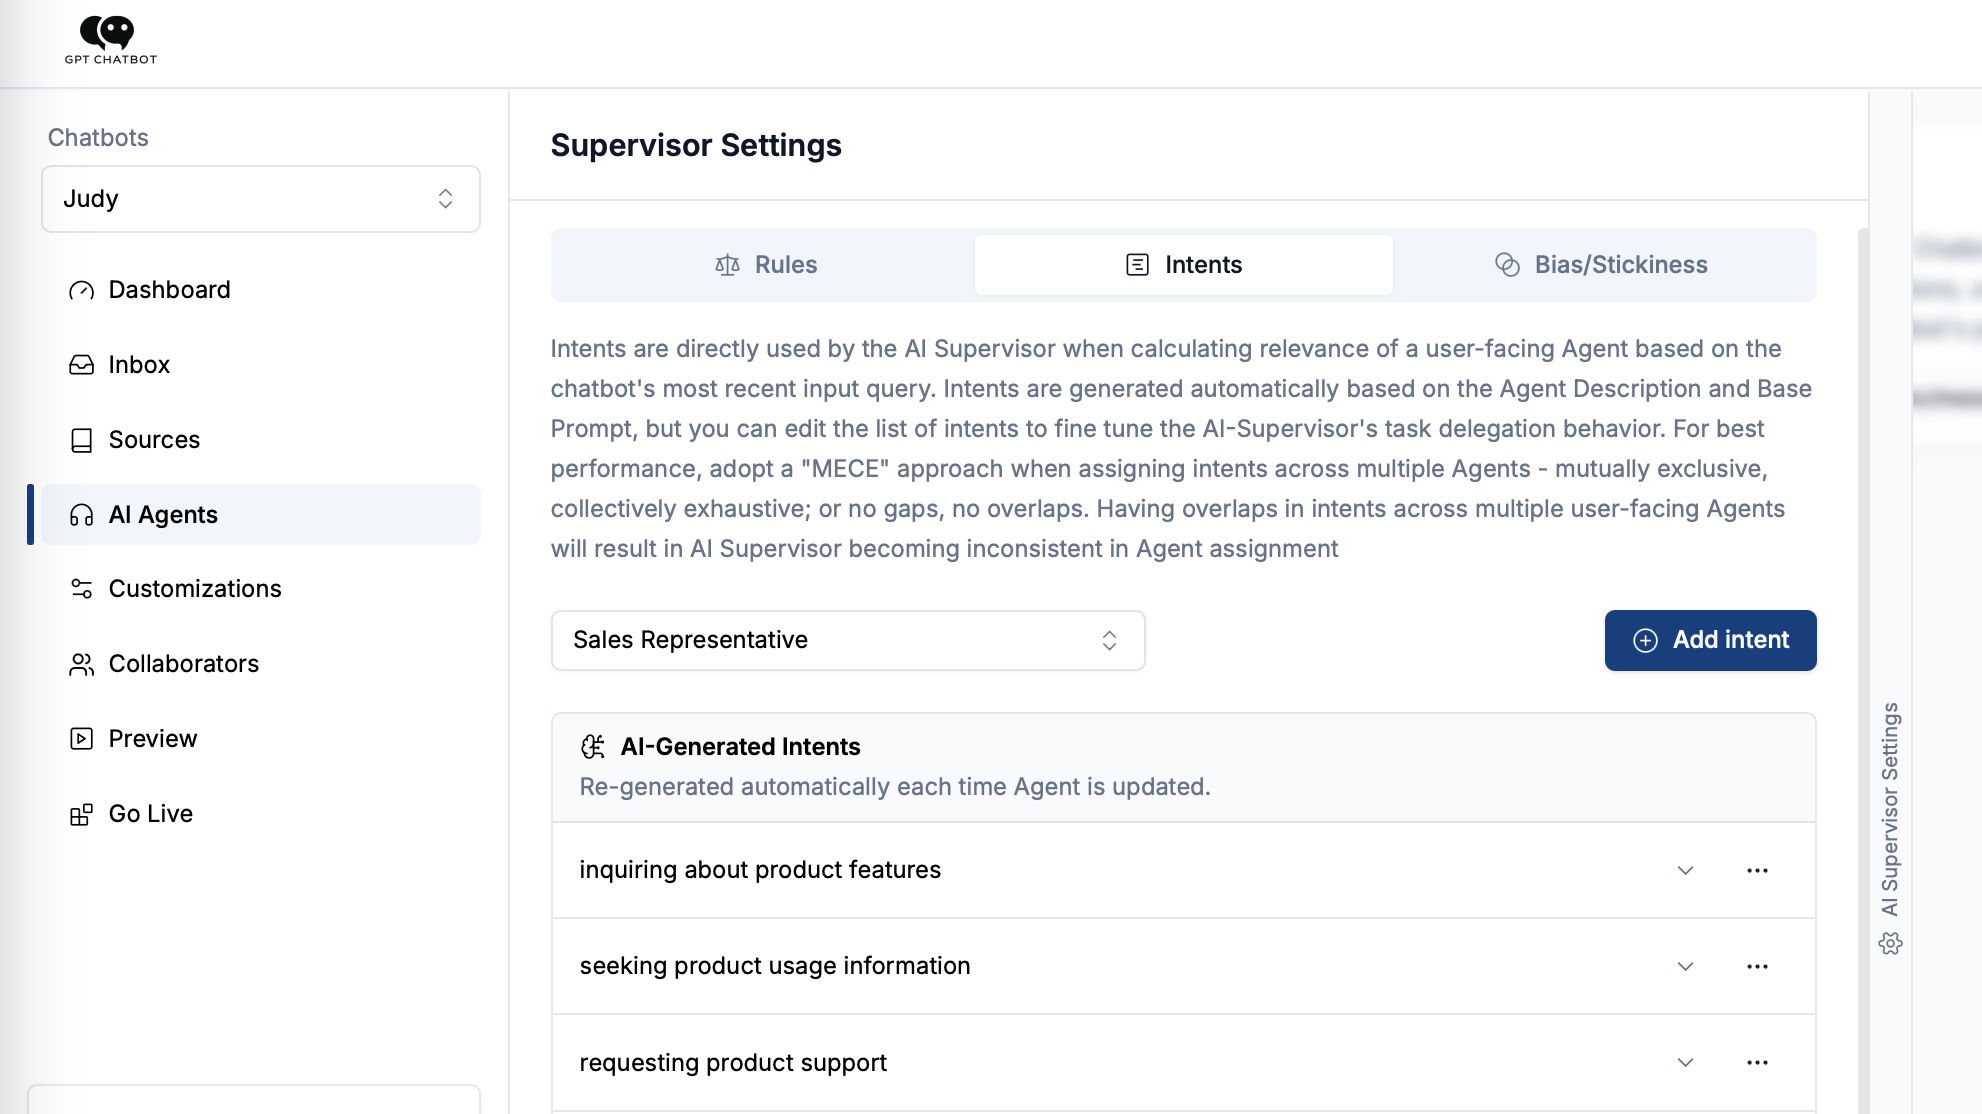 GPT CHATBOT
Chatbots
Judy
Dashboard
Inbox
Sources
AI Agents
Customizations
Collaborators
Preview
Go Live
Supervisor Settings
Rules
Intents
Bias/Stickiness
Intents are directly used by the AI Supervisor when calculating relevance of a user-facing Agent based on the
chatbot's most recent input query. Intents are generated automatically based on the Agent Description and Base
Prompt, but you can edit the list of intents to fine tune the AI-Supervisor's task delegation behavior. For best
performance, adopt a "MECE" approach when assigning intents across multiple Agents - mutually exclusive,
collectively exhaustive; or no gaps, no overlaps. Having overlaps in intents across multiple user-facing Agents
will result in AI Supervisor becoming inconsistent in Agent assignment
Sales Representative
Add intent
AI-Generated Intents
Re-generated automatically each time Agent is updated.
inquiring about product features
seeking product usage information
requesting product support
AI Supervisor Settings